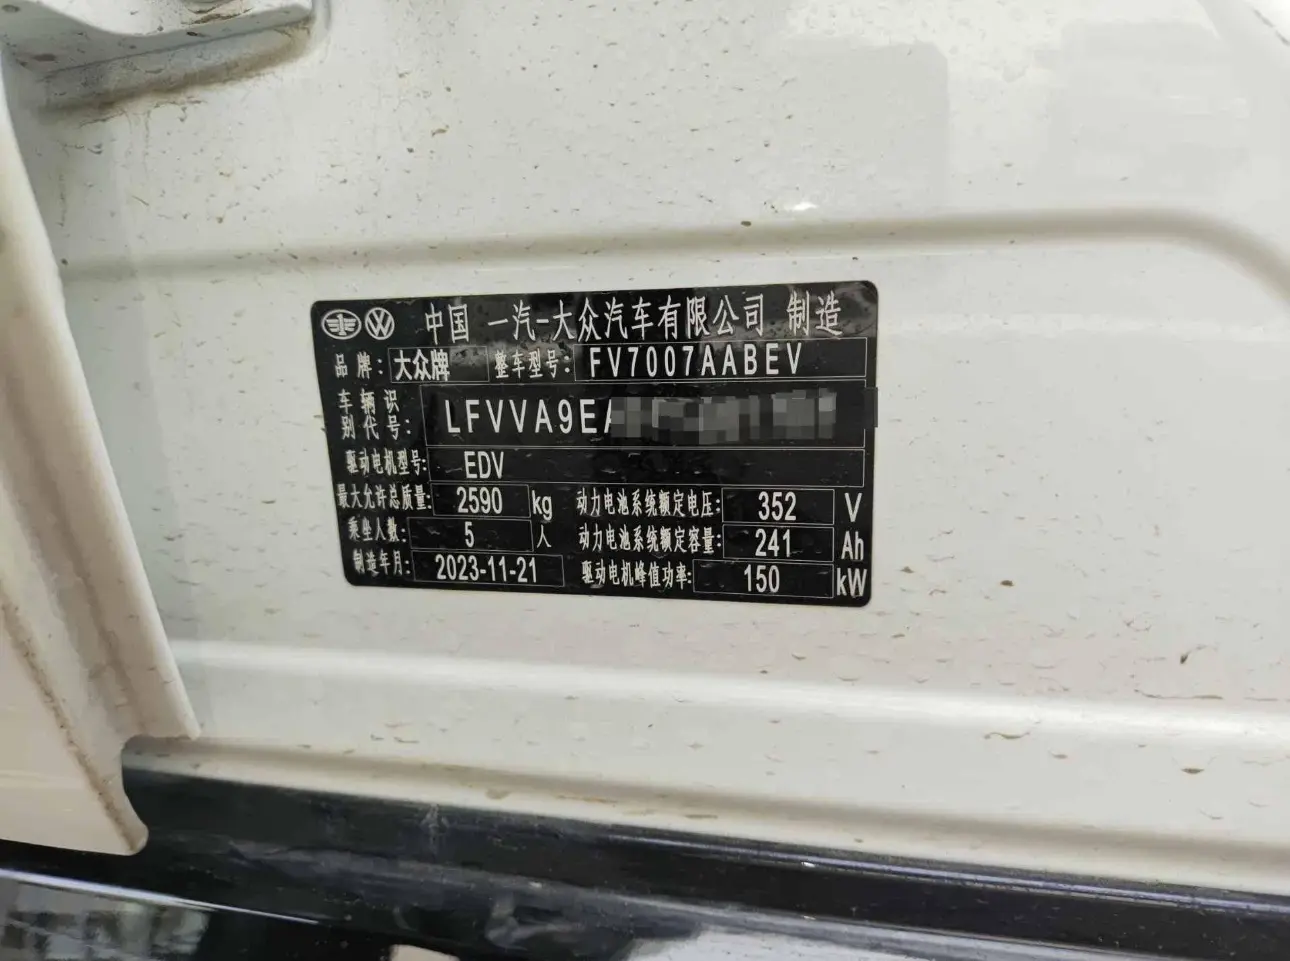 中国 一汽-大众汽车有限公司 制造
品牌: 大众牌 整车型号: FV7007AABEV
车辆识别代号: LFVVA9E
驱动电机型号: EDV
最大允许总质量: 2590 kg 动力电池系统额定电压: 352 V
乘坐人数: 5 人 动力电池系统额定容量: 241 Ah
制造年月: 2023-11-21 驱动电机峰值功率: 150 kW